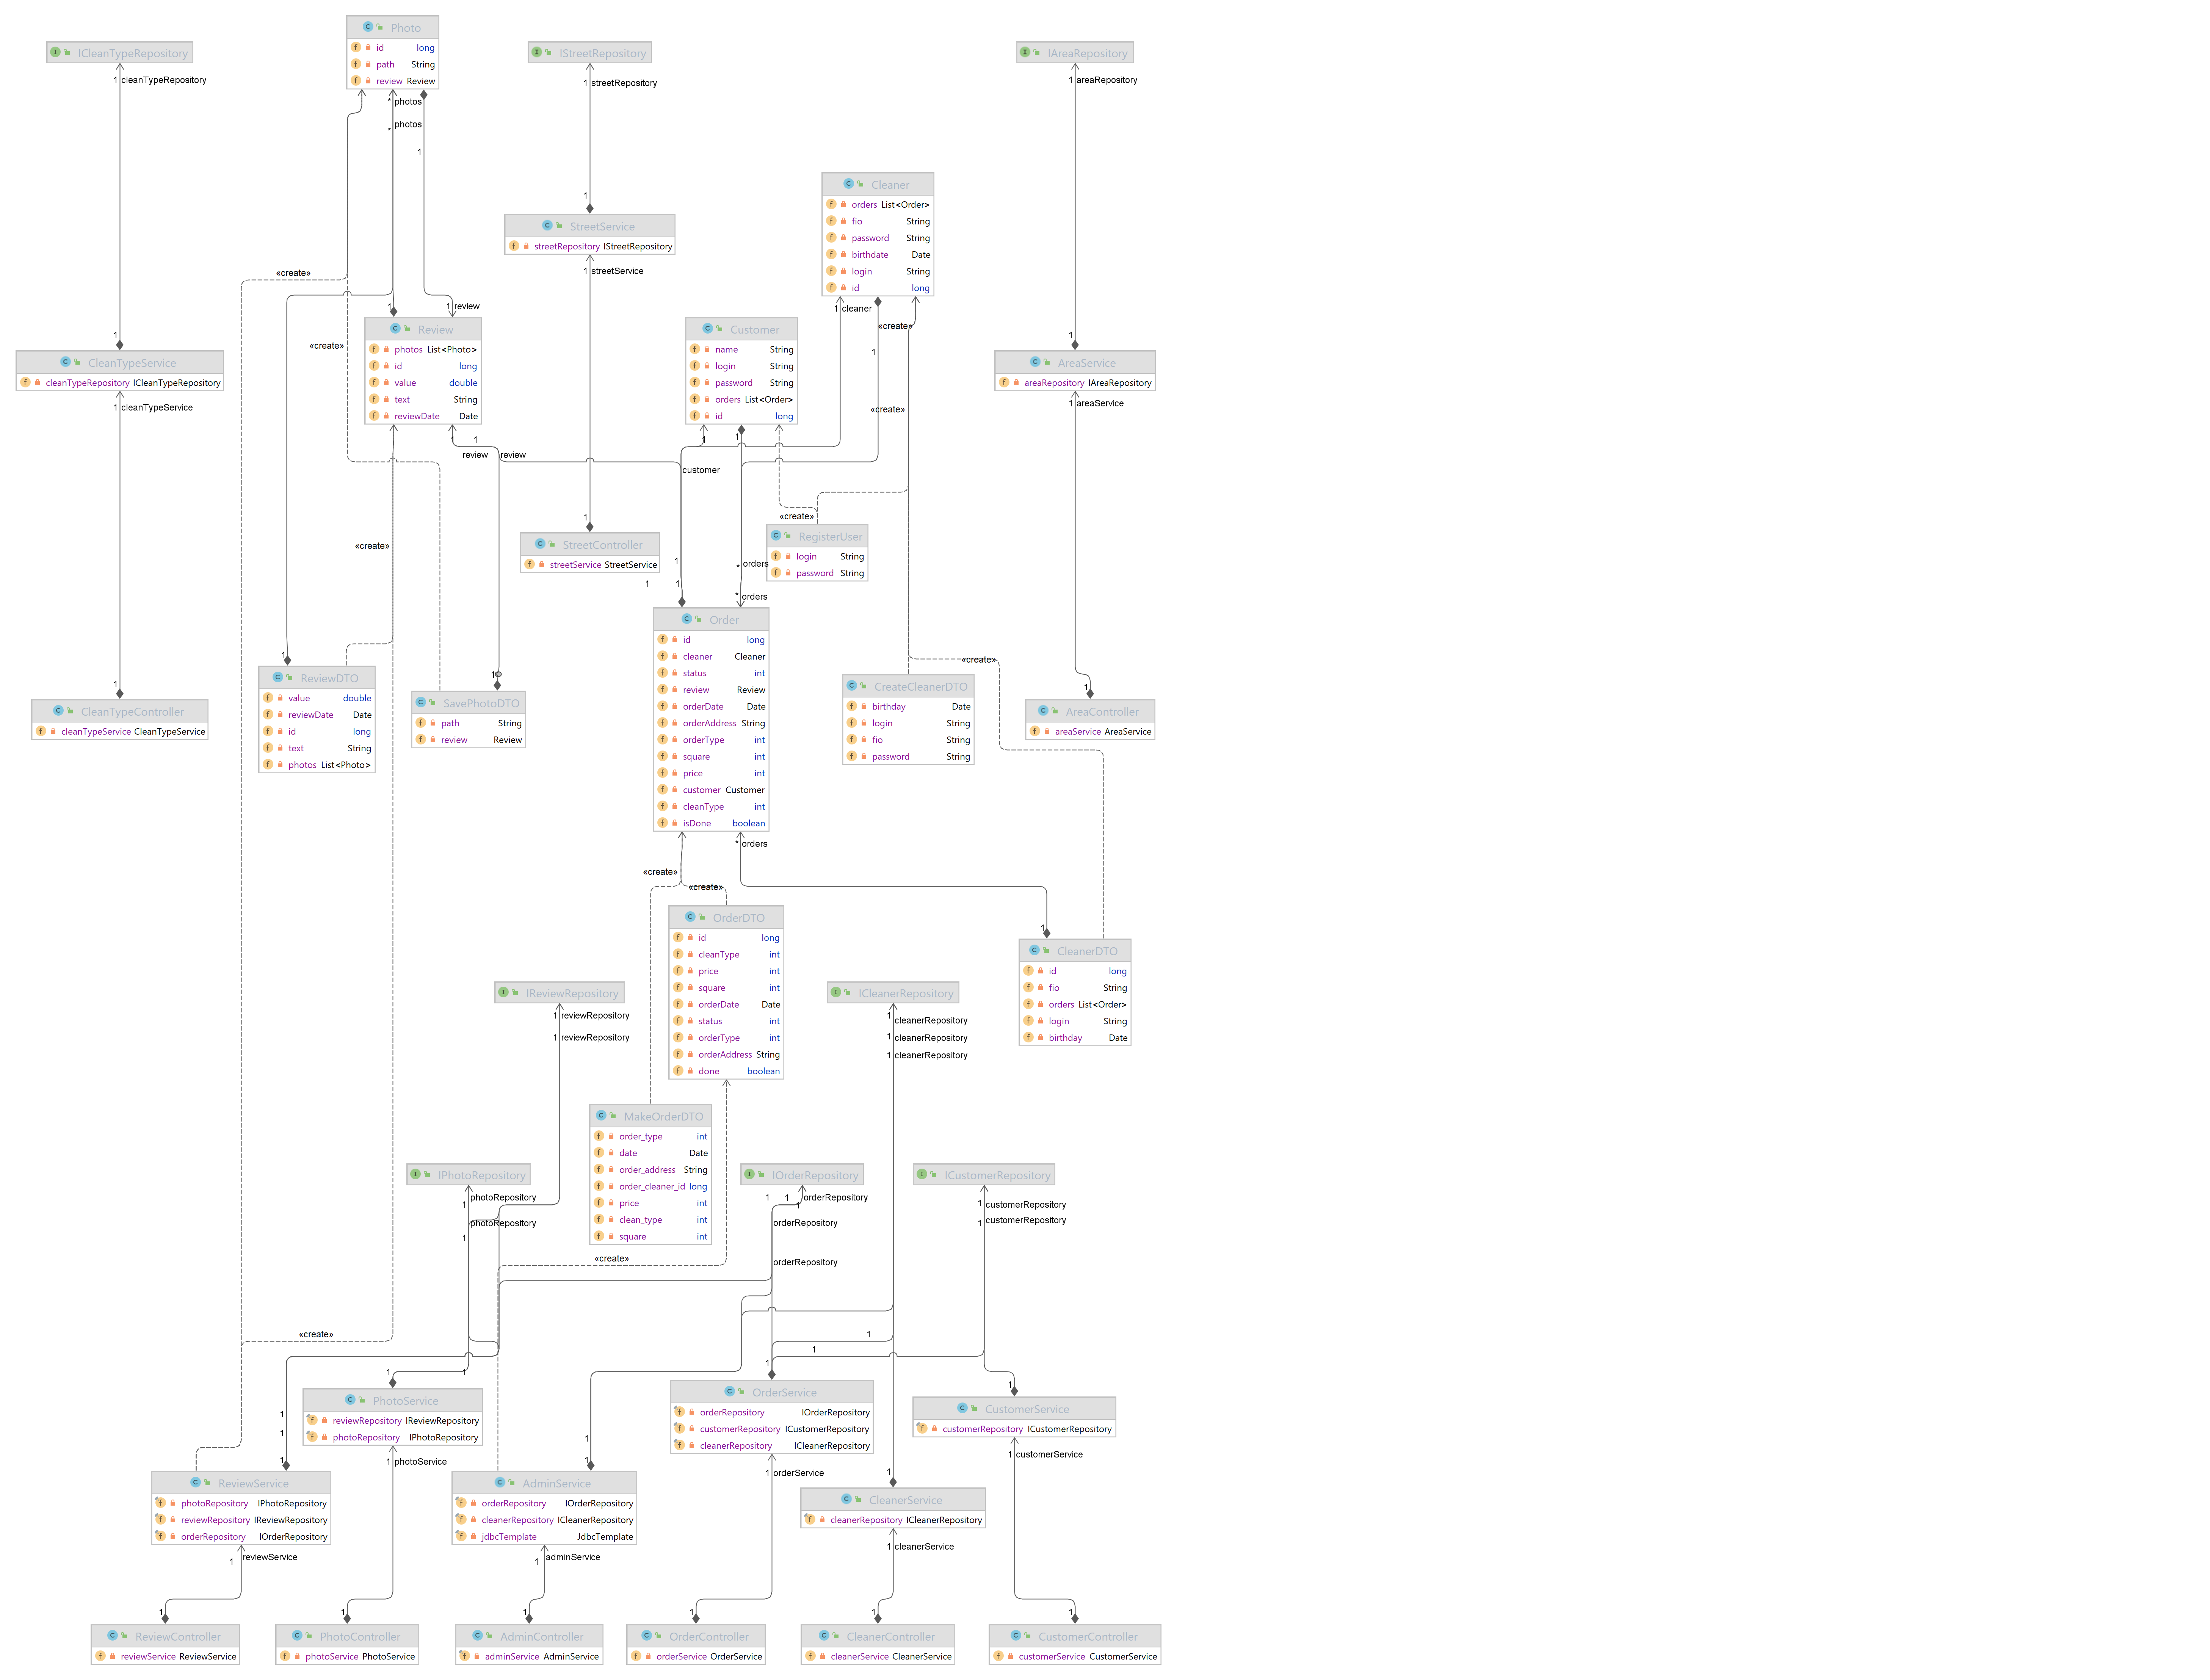 Photo
id long
path String
review Review
ICleanTypeRepository
IStreetRepository
IAreaRepository
1 cleanTypeRepository
1 streetRepository
1 areaRepository
* photos
* photos
1
Cleaner
orders List<Order>
fio String
password String
birthdate Date
login String
id long
1
StreetService
streetRepository IStreetRepository
1 streetService
«create»
1
1 review
1 cleaner
«create»
Review
photos List<Photo>
id long
value double
text String
reviewDate Date
Customer
name String
login String
password String
orders List<Order>
id long
1
«create»
1
1
CleanTypeService
cleanTypeRepository ICleanTypeRepository
AreaService
areaRepository IAreaRepository
1 cleanTypeService
1 areaService
«create»
1
1
1
1
review
review
customer
1
«create»
RegisterUser
login String
password String
StreetController
streetService StreetService
«create»
1
1
1
* orders
* orders
Order
id long
cleaner Cleaner
status int
review Review
orderDate Date
orderAddress String
orderType int
square int
price int
customer Customer
cleanType int
isDone boolean
1
ReviewDTO
value double
reviewDate Date
id long
text String
photos List<Photo>
SavePhotoDTO
path String
review Review
«create»
CreateCleanerDTO
birthday Date
login String
fio String
password String
1
CleanTypeController
cleanTypeService CleanTypeService
1
AreaController
areaService AreaService
* orders
«create»
«create»
OrderDTO
id long
cleanType int
price int
square int
orderDate Date
status int
orderType int
orderAddress String
done boolean
1
CleanerDTO
id long
fio String
orders List<Order>
login String
birthday Date
IReviewRepository
ICleanerRepository
1 reviewRepository
1 reviewRepository
1 cleanerRepository
1 cleanerRepository
1 cleanerRepository
MakeOrderDTO
order_type int
date Date
order_address String
order_cleaner_id long
price int
clean_type int
square int
IPhotoRepository
IOrderRepository
ICustomerRepository
photoRepository
1
photoRepository
1
1
1
1
orderRepository
orderRepository
orderRepository
1 customerRepository
1 customerRepository
«create»
«create»
1
1
1
1
1
1
PhotoService
reviewRepository IReviewRepository
photoRepository IPhotoRepository
OrderService
orderRepository IOrderRepository
customerRepository ICustomerRepository
cleanerRepository ICleanerRepository
CustomerService
customerRepository ICustomerRepository
1
1
1
1
1
1 photoService
1 orderService
1 customerService
1
ReviewService
photoRepository IPhotoRepository
reviewRepository IReviewRepository
orderRepository IOrderRepository
AdminService
orderRepository IOrderRepository
cleanerRepository ICleanerRepository
jdbcTemplate JdbcTemplate
CleanerService
cleanerRepository ICleanerRepository
1 reviewService
1 adminService
1 cleanerService
1
1
1
1
1
1
ReviewController
reviewService ReviewService
PhotoController
photoService PhotoService
AdminController
adminService AdminService
OrderController
orderService OrderService
CleanerController
cleanerService CleanerService
CustomerController
customerService CustomerService